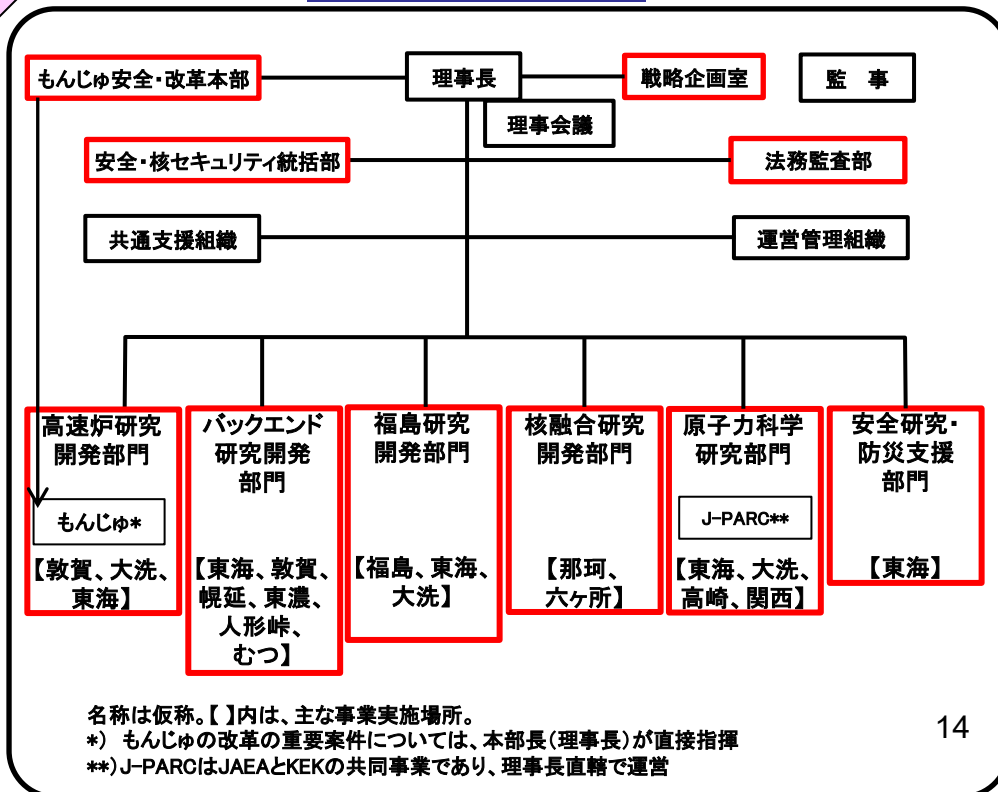 もんじゅ安全・改革本部
理事長
戦略企画室
監　事
理事会議
安全・核セキュリティ統括部
法務監査部
共通支援組織
運営管理組織
高速炉研究
開発部門
もんじゅ*
【敦賀、大洗、
東海】
バックエンド
研究開発
部門
【東海、敦賀、
幌延、東濃、
人形峠、
むつ】
福島研究
開発部門
【福島、東海、
大洗】
核融合研究
開発部門
【那珂、
六ヶ所】
原子力科学
研究部門
J-PARC**
【東海、大洗、
高崎、関西】
安全研究・
防災支援
部門
【東海】
名称は仮称。【 】内は、主な事業実施場所。
*） もんじゅの改革の重要案件については、本部長（理事長）が直接指揮
**）J-PARCはJAEAとKEKの共同事業であり、理事長直轄で運営
14